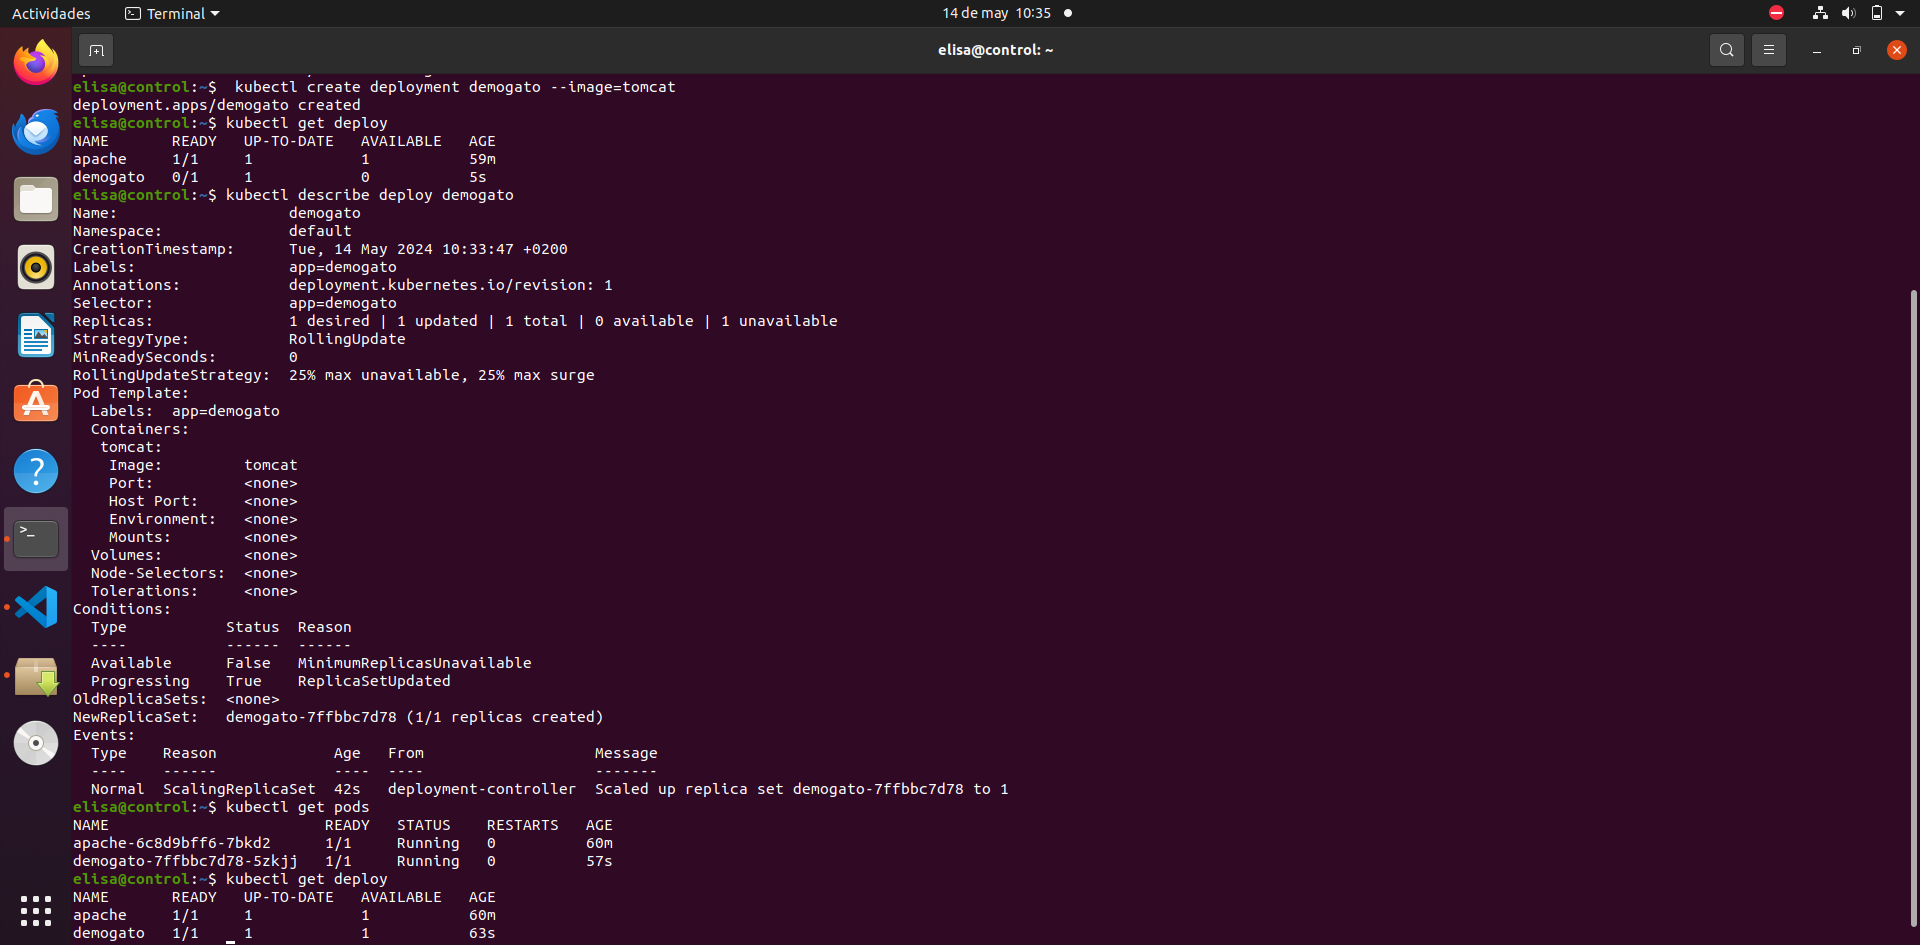 Actividades Terminal 14 de may 10:35
elisa@control: ~
elisa@control:~$  kubectl create deployment demogato --image=tomcat
deployment.apps/demogato created
elisa@control:~$ kubectl get deploy
NAME       READY   UP-TO-DATE   AVAILABLE   AGE
apache     1/1     1            1           59m
demogato   0/1     1            0           5s
elisa@control:~$ kubectl describe deploy demogato
Name:                   demogato
Namespace:              default
CreationTimestamp:      Tue, 14 May 2024 10:33:47 +0200
Labels:                 app=demogato
Annotations:            deployment.kubernetes.io/revision: 1
Selector:               app=demogato
Replicas:               1 desired | 1 updated | 1 total | 0 available | 1 unavailable
StrategyType:           RollingUpdate
MinReadySeconds:        0
RollingUpdateStrategy:  25% max unavailable, 25% max surge
Pod Template:
  Labels:  app=demogato
  Containers:
   tomcat:
    Image:         tomcat
    Port:          <none>
    Host Port:     <none>
    Environment:   <none>
    Mounts:        <none>
  Volumes:         <none>
  Node-Selectors:  <none>
  Tolerations:     <none>
Conditions:
  Type           Status  Reason
  ----           ------  ------
  Available      False   MinimumReplicasUnavailable
  Progressing    True    ReplicaSetUpdated
OldReplicaSets:  <none>
NewReplicaSet:   demogato-7ffbbc7d78 (1/1 replicas created)
Events:
  Type    Reason             Age   From                   Message
  ----    ------             ----  ----                   -------
  Normal  ScalingReplicaSet  42s   deployment-controller  Scaled up replica set demogato-7ffbbc7d78 to 1
elisa@control:~$ kubectl get pods
NAME                        READY   STATUS    RESTARTS   AGE
apache-6c8d9bff6-7bkd2      1/1     Running   0          60m
demogato-7ffbbc7d78-5zkjj   1/1     Running   0          57s
elisa@control:~$ kubectl get deploy
NAME       READY   UP-TO-DATE   AVAILABLE   AGE
apache     1/1     1            1           60m
demogato   1/1     1            1           63s